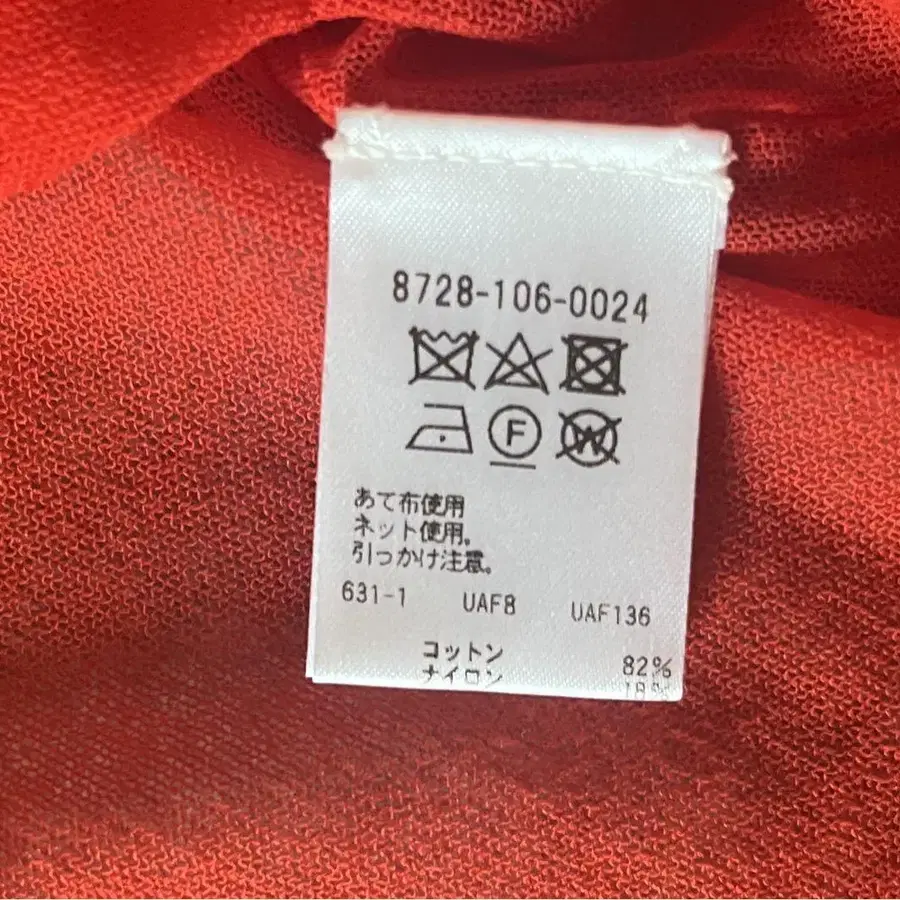 8728-106-0024
F
W
あて布使用
ネット使用。
引っかけ注意。
631-1 UAF8 UAF136
コットン 82%
ナイロン 18%